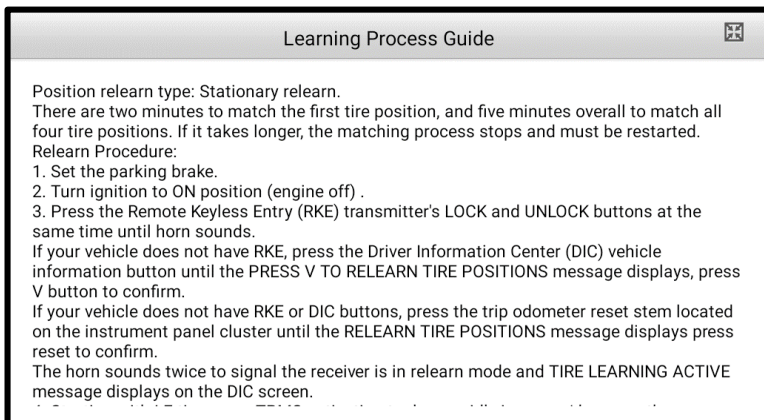 Learning Process Guide
Position relearn type: Stationary relearn.
There are two minutes to match the first tire position, and five minutes overall to match all
four tire positions. If it takes longer, the matching process stops and must be restarted.
Relearn Procedure:
1. Set the parking brake.
2. Turn ignition to ON position (engine off) .
3. Press the Remote Keyless Entry (RKE) transmitter's LOCK and UNLOCK buttons at the
same time until horn sounds.
If your vehicle does not have RKE, press the Driver Information Center (DIC) vehicle
information button until the PRESS V TO RELEARN TIRE POSITIONS message displays, press
V button to confirm.
If your vehicle does not have RKE or DIC buttons, press the trip odometer reset stem located
on the instrument panel cluster until the RELEARN TIRE POSITIONS message displays press
reset to confirm.
The horn sounds twice to signal the receiver is in relearn mode and TIRE LEARNING ACTIVE
message displays on the DIC screen.